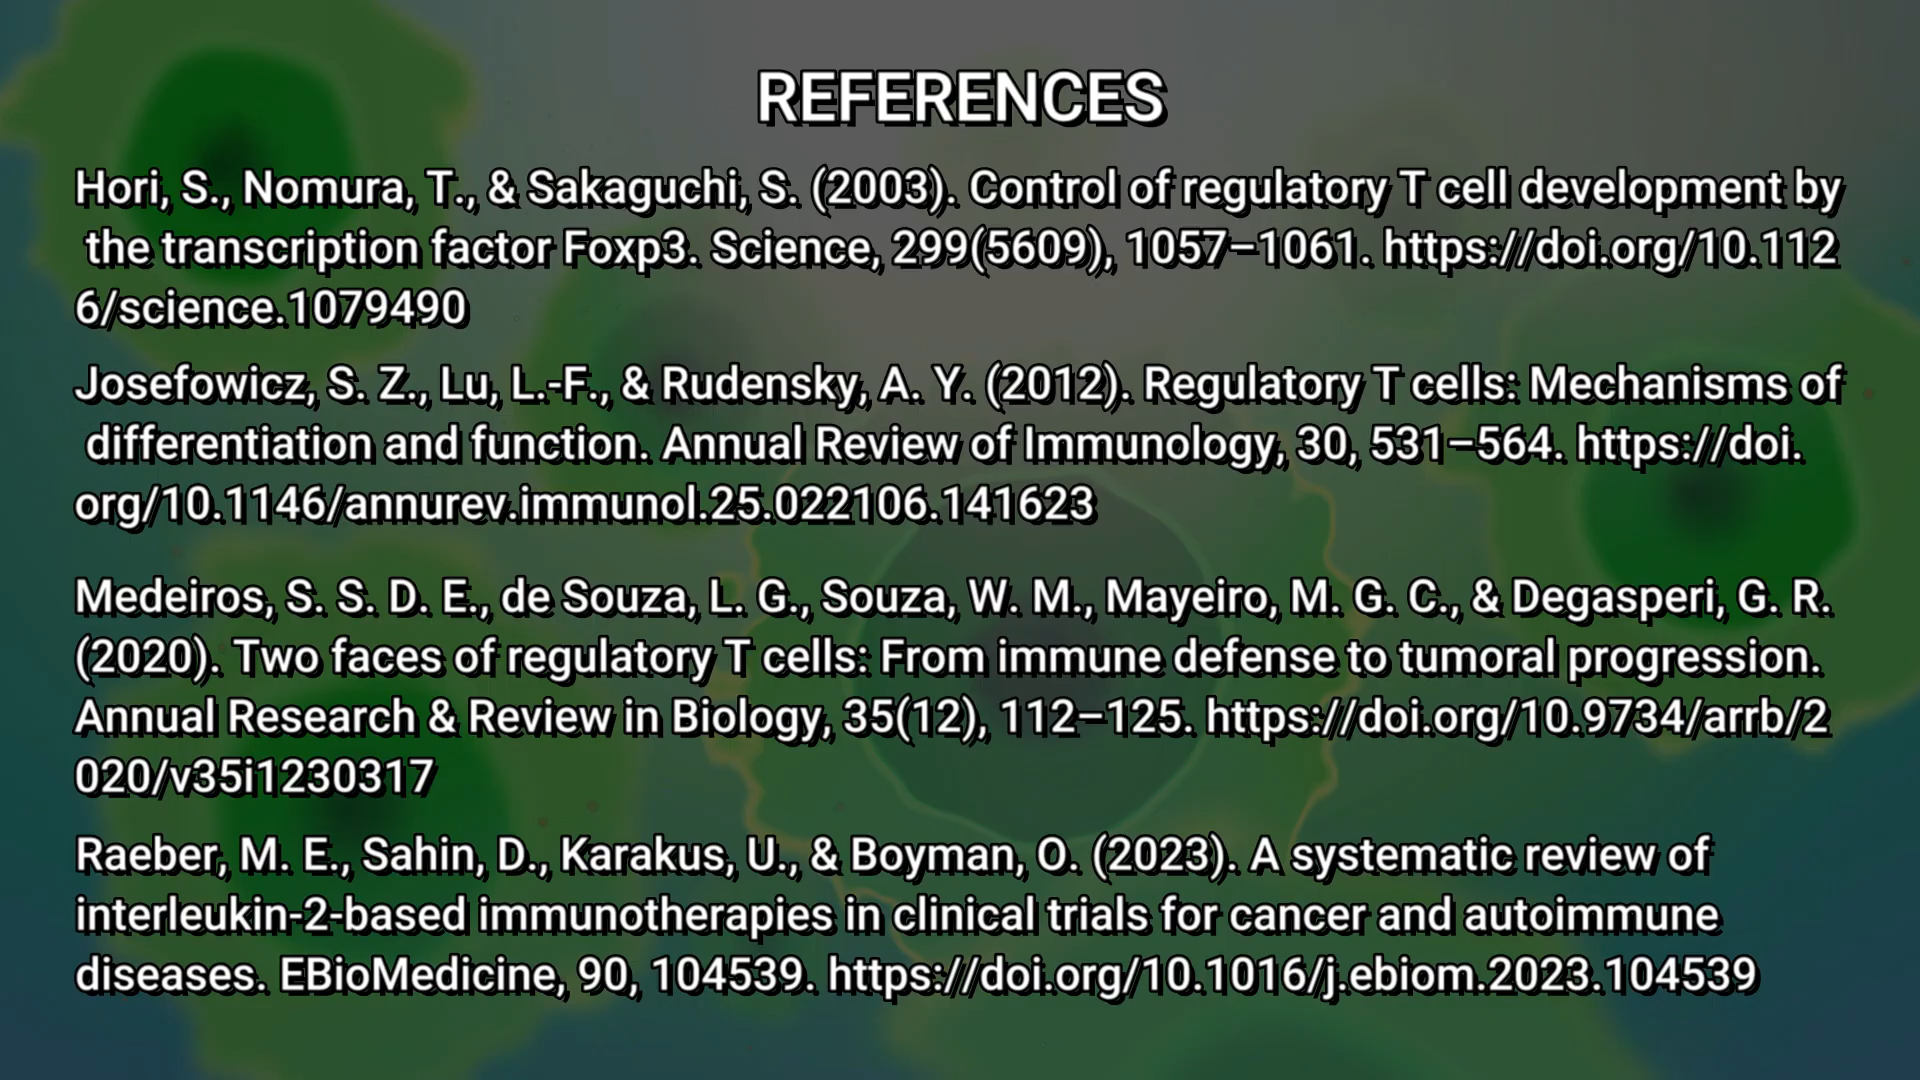 REFERENCES
Hori, S., Nomura, T., & Sakaguchi, S. (2003). Control of regulatory T cell development by
the transcription factor Foxp3. Science, 299(5609), 1057–1061. https://doi.org/10.112
6/science.1079490
Josefowicz, S. Z., Lu, L.-F., & Rudensky, A. Y. (2012). Regulatory T cells: Mechanisms of
differentiation and function. Annual Review of Immunology, 30, 531–564. https://doi.
org/10.1146/annurev.immunol.25.022106.141623
Medeiros, S. S. D. E., de Souza, L. G., Souza, W. M., Mayeiro, M. G. C., & Degasperi, G. R.
(2020). Two faces of regulatory T cells: From immune defense to tumoral progression.
Annual Research & Review in Biology, 35(12), 112–125. https://doi.org/10.9734/arrb/2
020/v35i1230317
Raeber, M. E., Sahin, D., Karakus, U., & Boyman, O. (2023). A systematic review of
interleukin-2-based immunotherapies in clinical trials for cancer and autoimmune
diseases. EBioMedicine, 90, 104539. https://doi.org/10.1016/j.ebiom.2023.104539